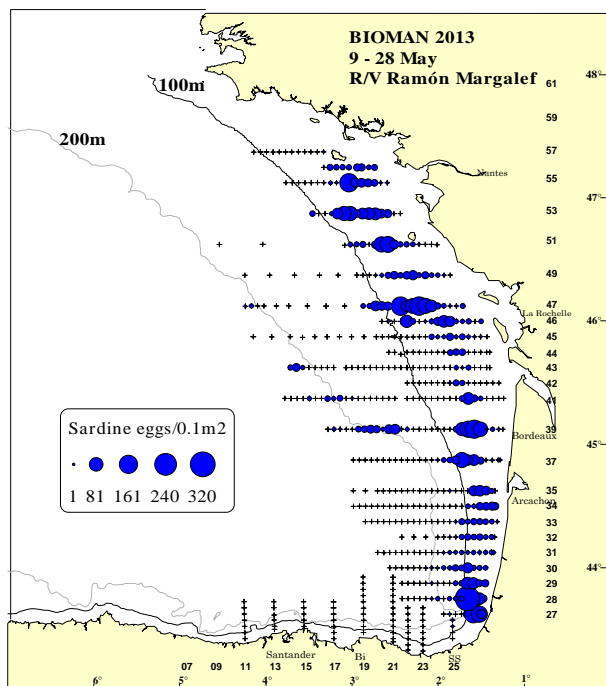 BIOMAN 2013
9 - 28 May
R/V Ramón Margalef
48°
100m
61
59
200m
57
Nantes
55
47°
53
51
49
47
La Rochelle
46
46°
45
44
43
42
41
39
Bordeaux
45°
37
35
Arcachon
34
33
32
31
30
44°
29
28
27
Sardine eggs/0.1m2
1 81 161 240 320
Santander Bi SS
07 09 11 13 15 17 19 21 23 25
6° 5° 4° 3° 2° 1°